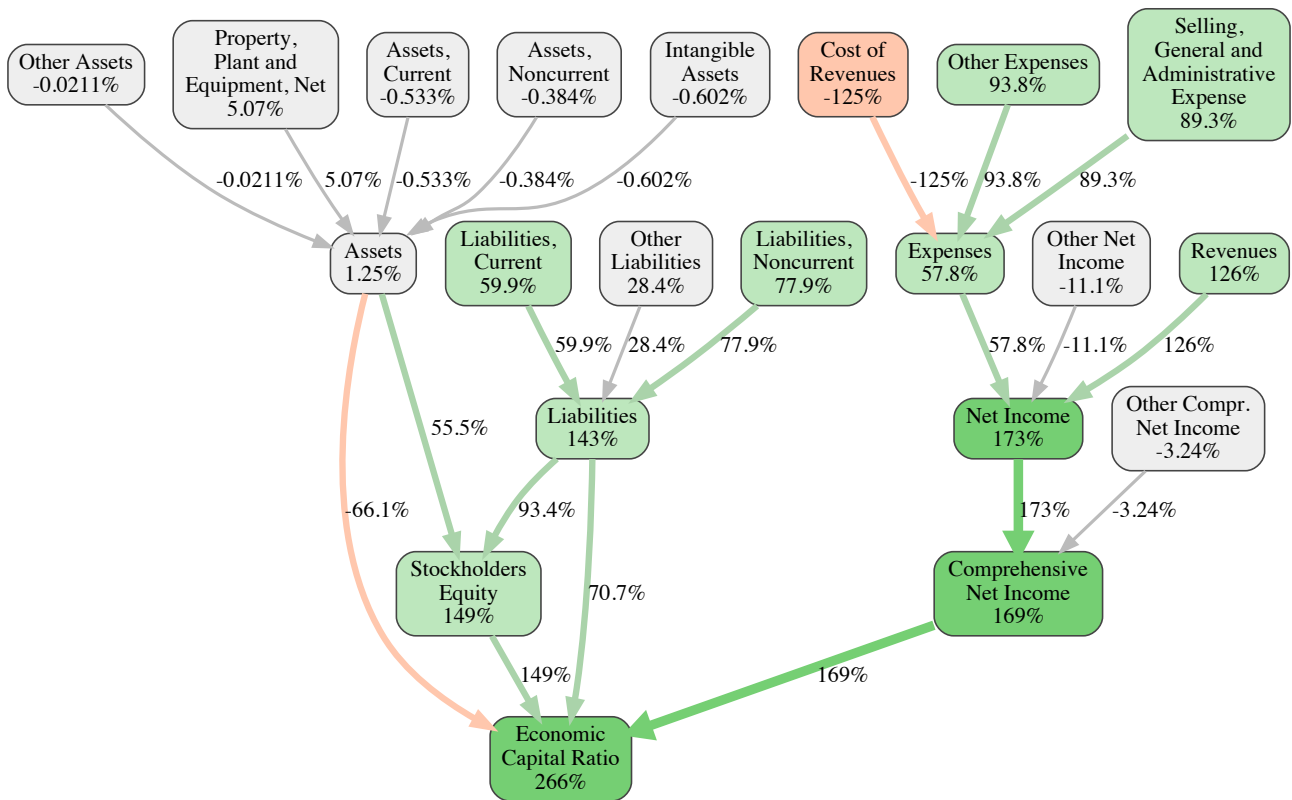 Other Assets
-0.0211%
Property,
Plant and
Equipment, Net
5.07%
Assets,
Current
-0.533%
Assets,
Noncurrent
-0.384%
Intangible
Assets
-0.602%
Cost of
Revenues
-125%
Other Expenses
93.8%
Selling,
General and
Administrative
Expense
89.3%
-0.0211%
5.07%
-0.533%
-0.384%
-0.602%
-125%
93.8%
89.3%
Assets
1.25%
Liabilities,
Current
59.9%
Other
Liabilities
28.4%
Liabilities,
Noncurrent
77.9%
Expenses
57.8%
Other Net
Income
-11.1%
Revenues
126%
59.9%
28.4%
77.9%
57.8%
-11.1%
126%
55.5%
Liabilities
143%
Net Income
173%
Other Compr.
Net Income
-3.24%
-66.1%
93.4%
173%
-3.24%
Stockholders
Equity
149%
70.7%
Comprehensive
Net Income
169%
149%
169%
Economic
Capital Ratio
266%